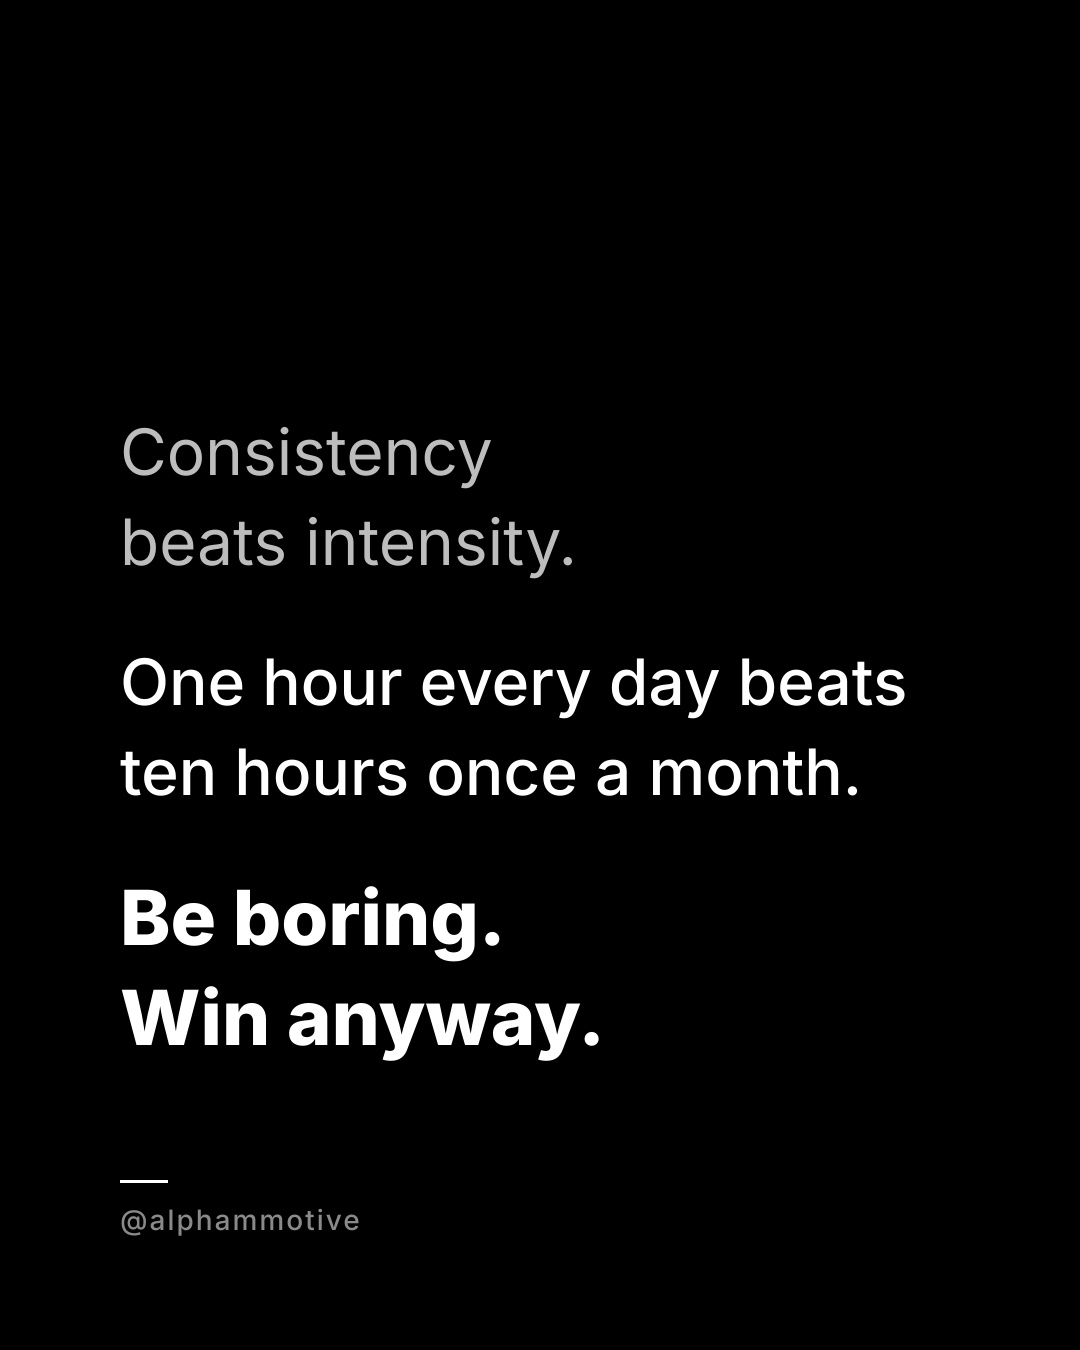 Consistency
beats intensity.
One hour every day beats
ten hours once a month.
Be boring.
Win anyway.
@alphammotive